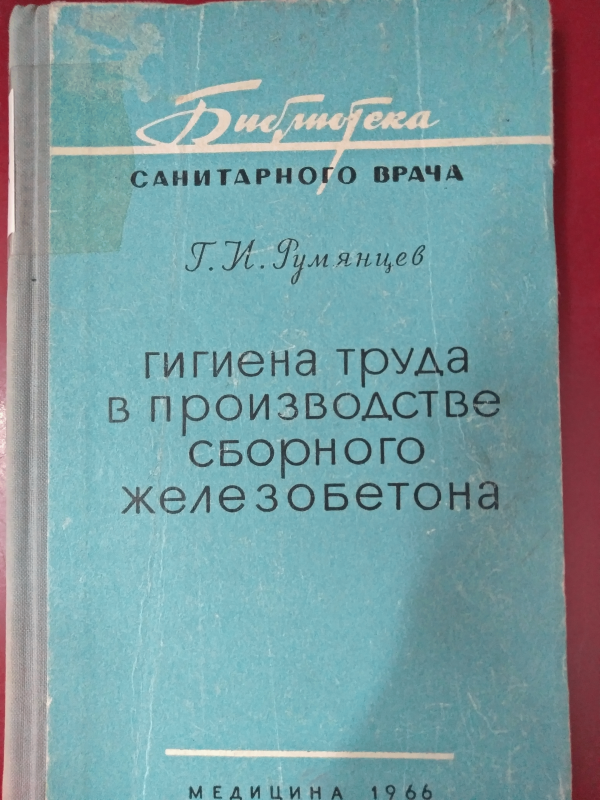 Библиотека
САНИТАРНОГО ВРАЧА
Г. И. Румянцев
ГИГИЕНА ТРУДА
В ПРОИЗВОДСТВЕ
СБОРНОГО
ЖЕЛЕЗОБЕТОНА
МЕДИЦИНА 1966